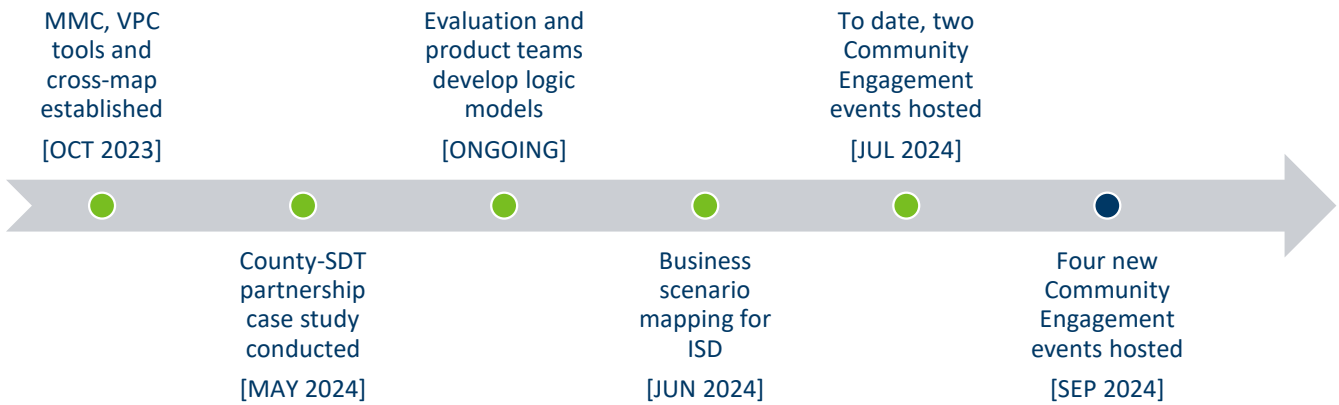 MMC, VPC
tools and
cross-map
established
[OCT 2023]
County-SDT
partnership
case study
conducted
[MAY 2024]
Evaluation and
product teams
develop logic
models
[ONGOING]
Business
scenario
mapping for
ISD
[JUN 2024]
To date, two
Community
Engagement
events hosted
[JUL 2024]
Four new
Community
Engagement
events hosted
[SEP 2024]